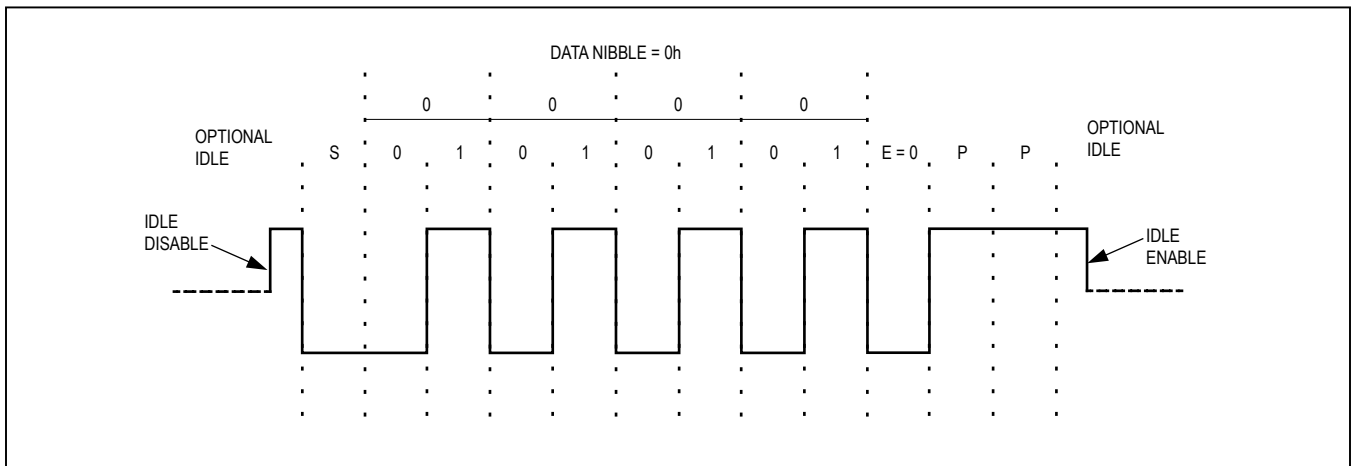 DATA NIBBLE = 0h
0 0 0 0
OPTIONAL
IDLE
S 0 1 0 1 0 1 0 1 E = 0 P P
OPTIONAL
IDLE
IDLE
DISABLE
IDLE
ENABLE